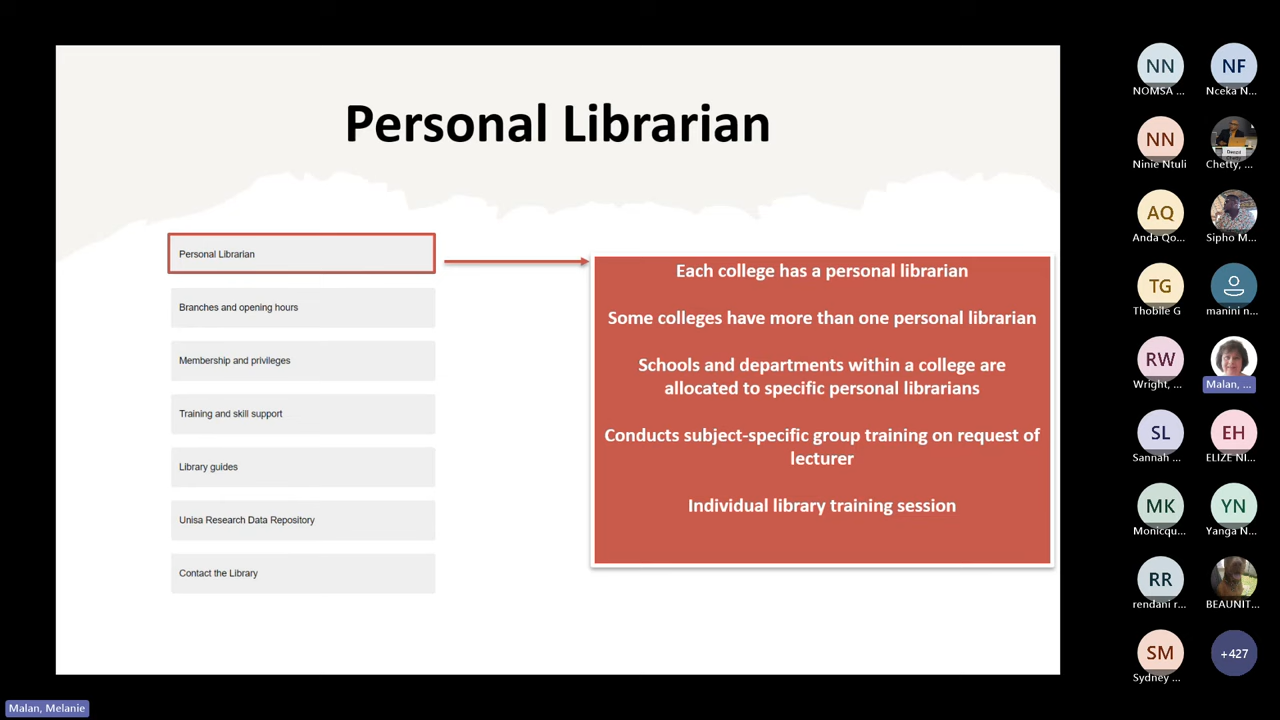 Personal Librarian
Personal Librarian
Branches and opening hours
Membership and privileges
Training and skill support
Library guides
Unisa Research Data Repository
Contact the Library
Each college has a personal librarian
Some colleges have more than one personal librarian
Schools and departments within a college are
allocated to specific personal librarians
Conducts subject-specific group training on request of
lecturer
Individual library training session
NN
NOMSA ...
NF
Nceka N...
NN
Ninie Ntuli
Chetty, ...
AQ
Anda Qo...
Sipho M...
TG
Thobile G
manini n...
RW
Wright, ...
Malan, ...
SL
Sannah ...
EH
ELIZE NI...
MK
Monicqu...
YN
Yanga N...
RR
rendani r...
BEAUNIT...
SM
Sydney ...
+427
Malan, Melanie